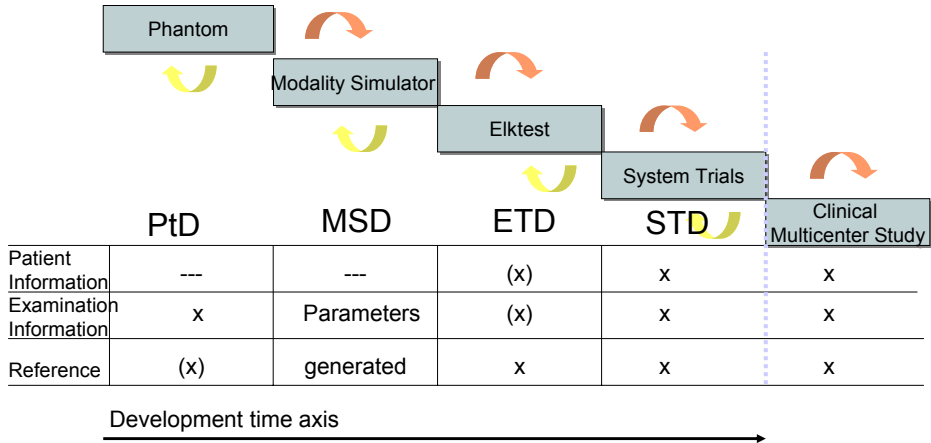 Phantom
Modality Simulator
Elktest
System Trials
Clinical
Multicenter Study
PtD MSD ETD STD
Patient
Information --- --- (x) x x
Examination
Information x Parameters (x) x x
Reference (x) generated x x x
Development time axis